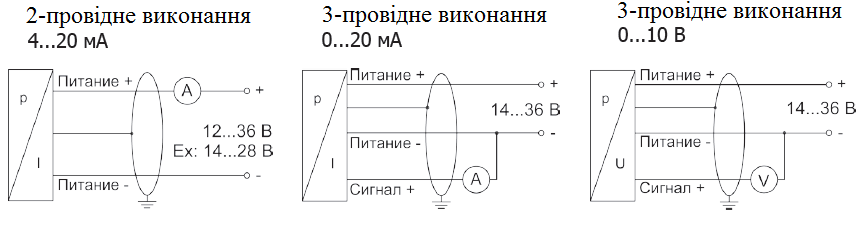 2-провідне виконання
4...20 мА
Питание +
A
+
p
12...36 В
Ex: 14...28 В
I
-
Питание -
3-провідне виконання
0...20 мА
Питание +
+
p
14...36 В
-
Питание -
I
A
Сигнал +
3-провідне виконання
0...10 В
Питание +
+
p
14...36 В
-
Питание -
U
V
Сигнал +